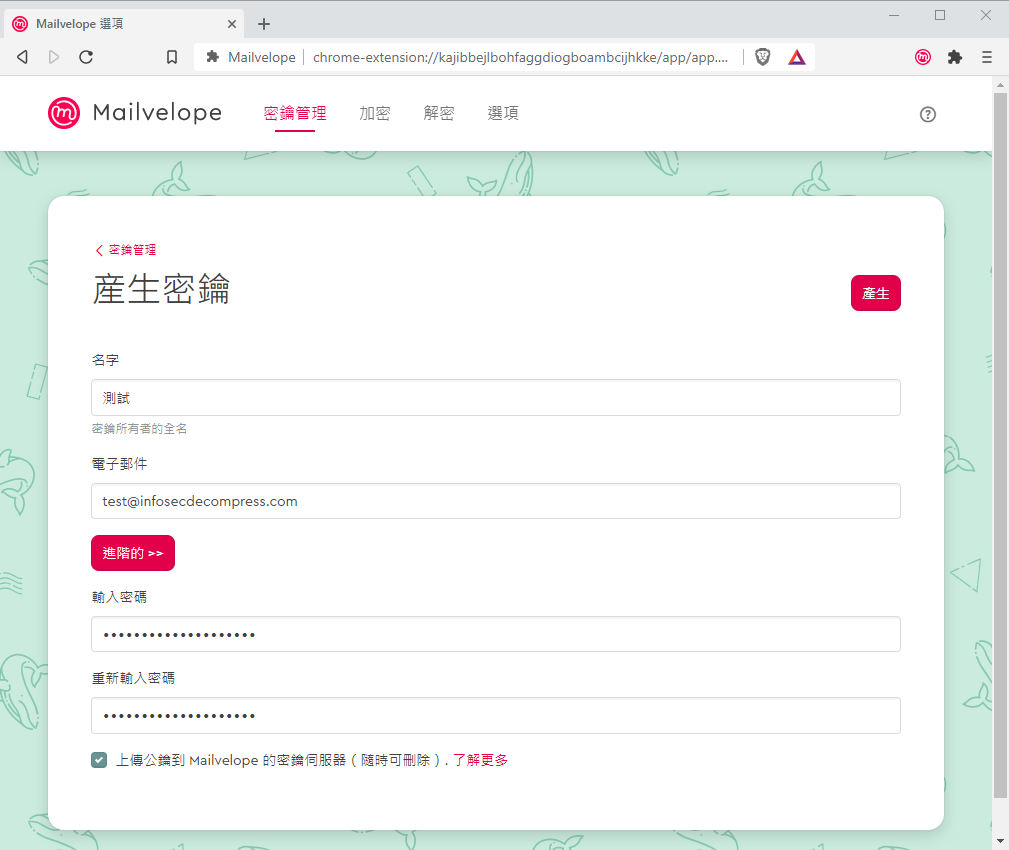 Mailvelope 選項
Mailvelope
chrome-extension://kajibbejlbohfaggdiogboambcijhkke/app/app....
Mailvelope
密鑰管理
加密
解密
選項
密鑰管理
産生密鑰
產生
名字
測試
密鑰所有者的全名
電子郵件
test@infosecdecompress.com
進階的 >>
輸入密碼
••••••••••••••••••••
重新輸入密碼
••••••••••••••••••••
上傳公鑰到 Mailvelope 的密鑰伺服器 ( 隨時可刪除 ) . 了解更多